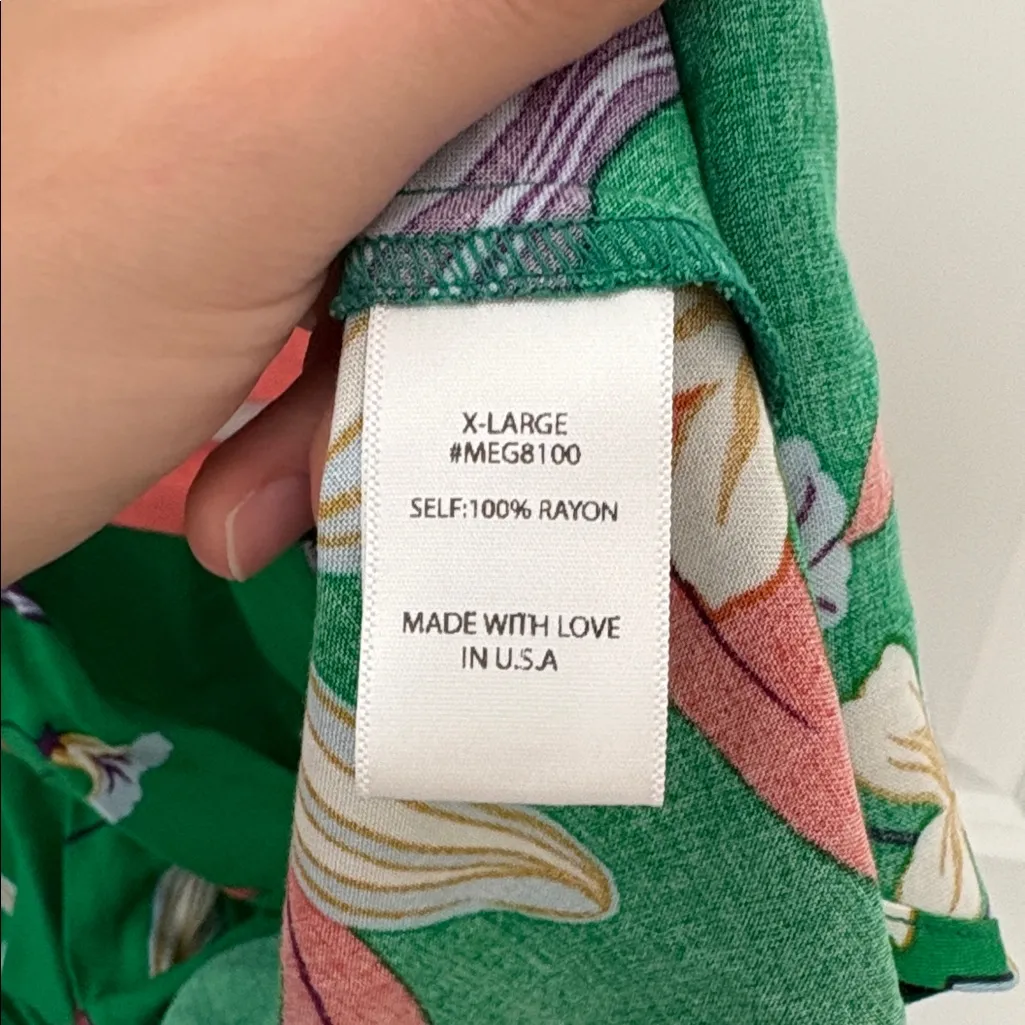 X-LARGE
#MEG8100
SELF:100% RAYON
MADE WITH LOVE
IN U.S.A